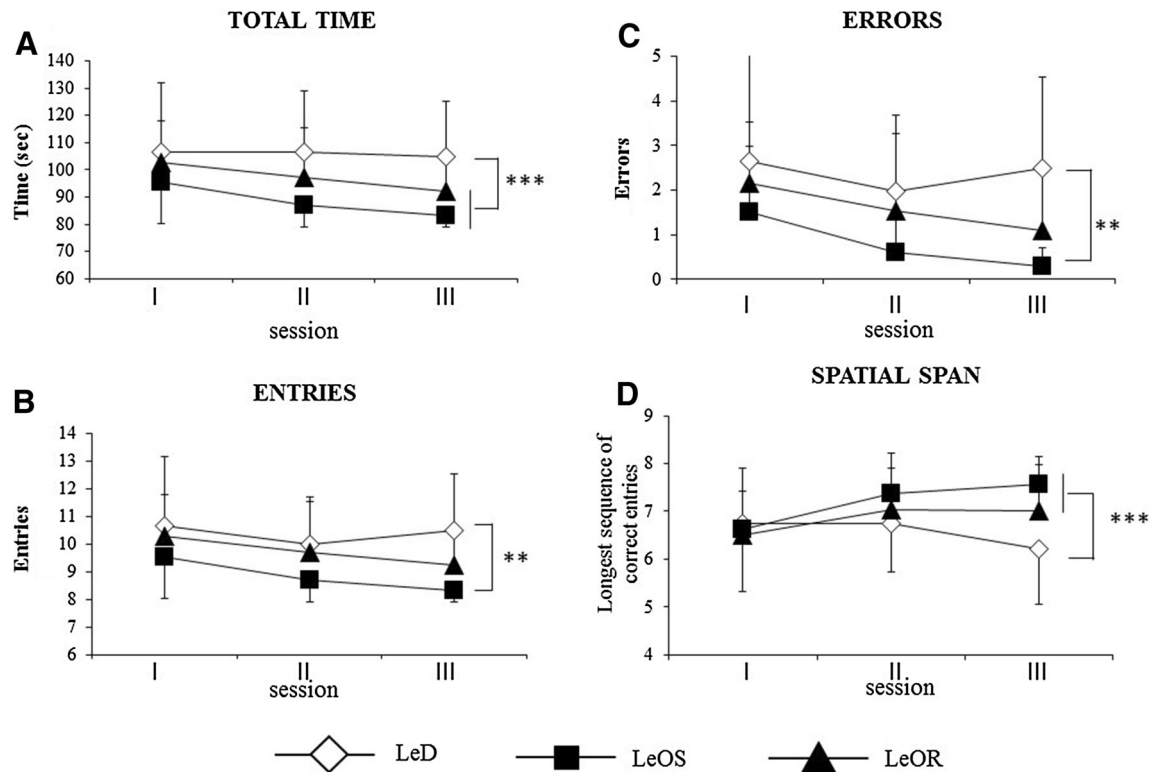 A
TOTAL TIME
140
130
120
110
100
90
80
70
60
Time (sec)
***
I II III
session
B
ENTRIES
14
13
12
11
10
9
8
7
6
Entries
**
I II III
session
C
ERRORS
5
4
3
2
1
0
Errors
**
I II III
session
D
SPATIAL SPAN
9
8
7
6
5
4
Longest sequence of
correct entries
***
I II III
session
LeD LeOS LeOR